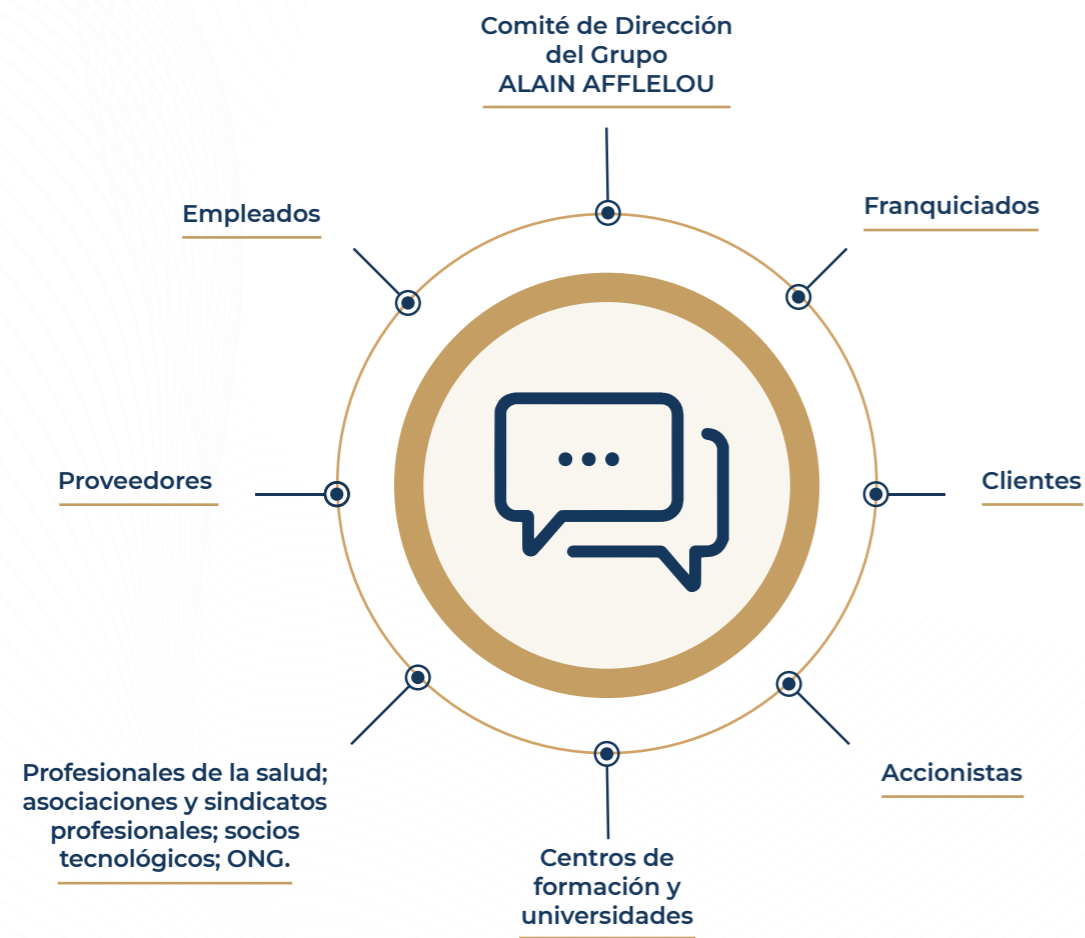 Comité de Dirección
del Grupo
ALAIN AFFLELOU
Franquiciados
Empleados
Clientes
Proveedores
Accionistas
Profesionales de la salud;
asociaciones y sindicatos
profesionales; socios
tecnológicos; ONG.
Centros de
formación y
universidades